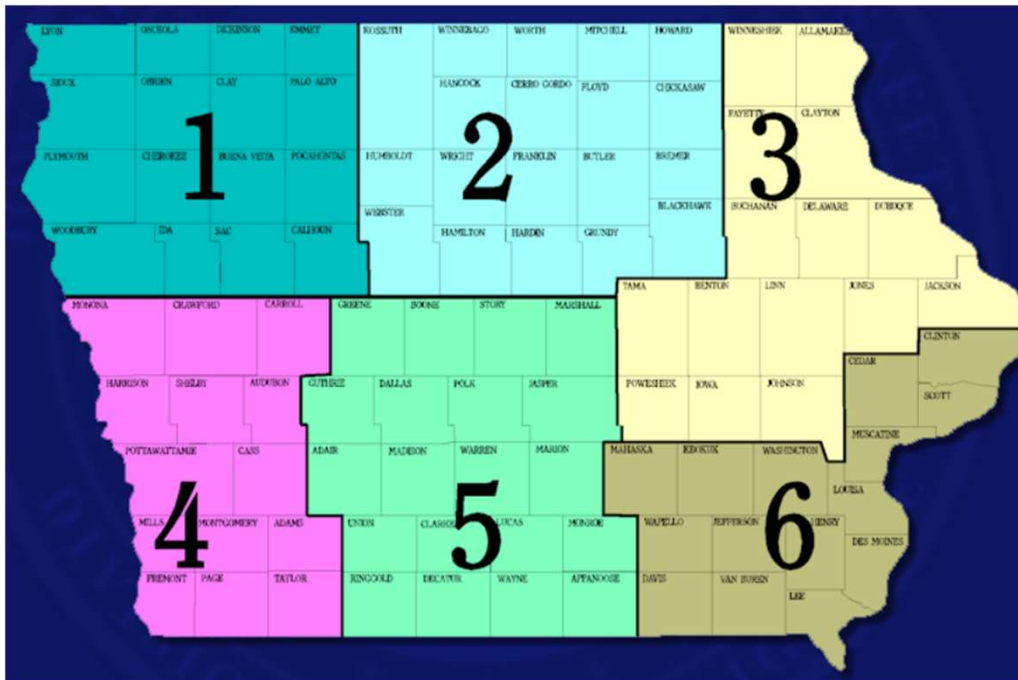 LYON OSCEOLA DICKINSON EMMET KOSSUTH WINNEBAGO WORTH MITCHELL HOWARD WINNESHIEK ALLAMAKEE
SIOUX OBRIEN CLAY PALO ALTO HANCOCK CERRO GORDO FLOYD CHICKASAW
FAYETTE CLAYTON
1 2 3
PLYMOUTH CHEROKEE BUENA VISTA POCAHONTAS HUMBOLDT WRIGHT FRANKLIN BUTLER BREMER
WEBSTER BLACKHAWK BUCHANAN DELAWARE DUBUQUE
WOODBURY IDA SAC CALHOUN HAMILTON HARDIN GRUNDY
TAMA BENTON LINN JONES JACKSON
MONONA CRAWFORD CARROLL GREENE BOONE STORY MARSHALL
CLINTON
CEDAR
HARRISON SHELBY AUDUBON GUTHRIE DALLAS POLK JASPER POWESHIEK IOWA JOHNSON
SCOTT
MUSCATINE
POTTAWATTAMIE CASS ADAIR MADISON WARREN MARION MAHASKA KEOKUK WASHINGTON
LOUISA
4 5 6
MILLS MONTGOMERY ADAMS UNION CLARKE LUCAS MONROE WAPELLO JEFFERSON HENRY
DES MOINES
FREMONT PAGE TAYLOR RINGGOLD DECATUR WAYNE APPANOOSE DAVIS VAN BUREN
LEE